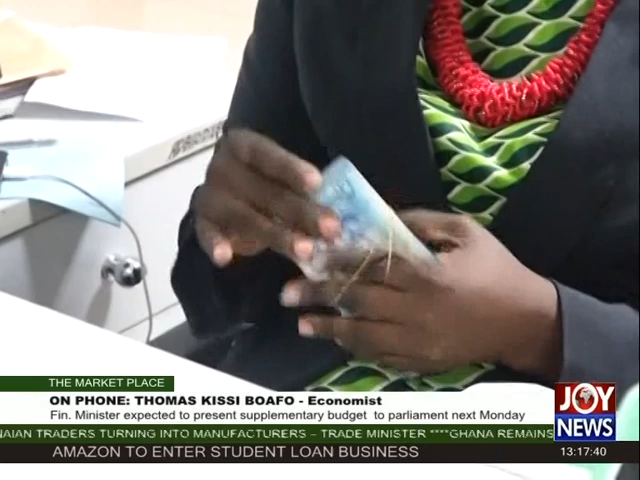 THE MARKET PLACE
ON PHONE: THOMAS KISSI BOAFO - Economist
Fin. Minister expected to present supplementary budget to parliament next Monday
JOY
NEWS
NAIAN TRADERS TURNING INTO MANUFACTURERS – TRADE MINISTER ****GHANA REMAINS
AMAZON TO ENTER STUDENT LOAN BUSINESS
13:17:40